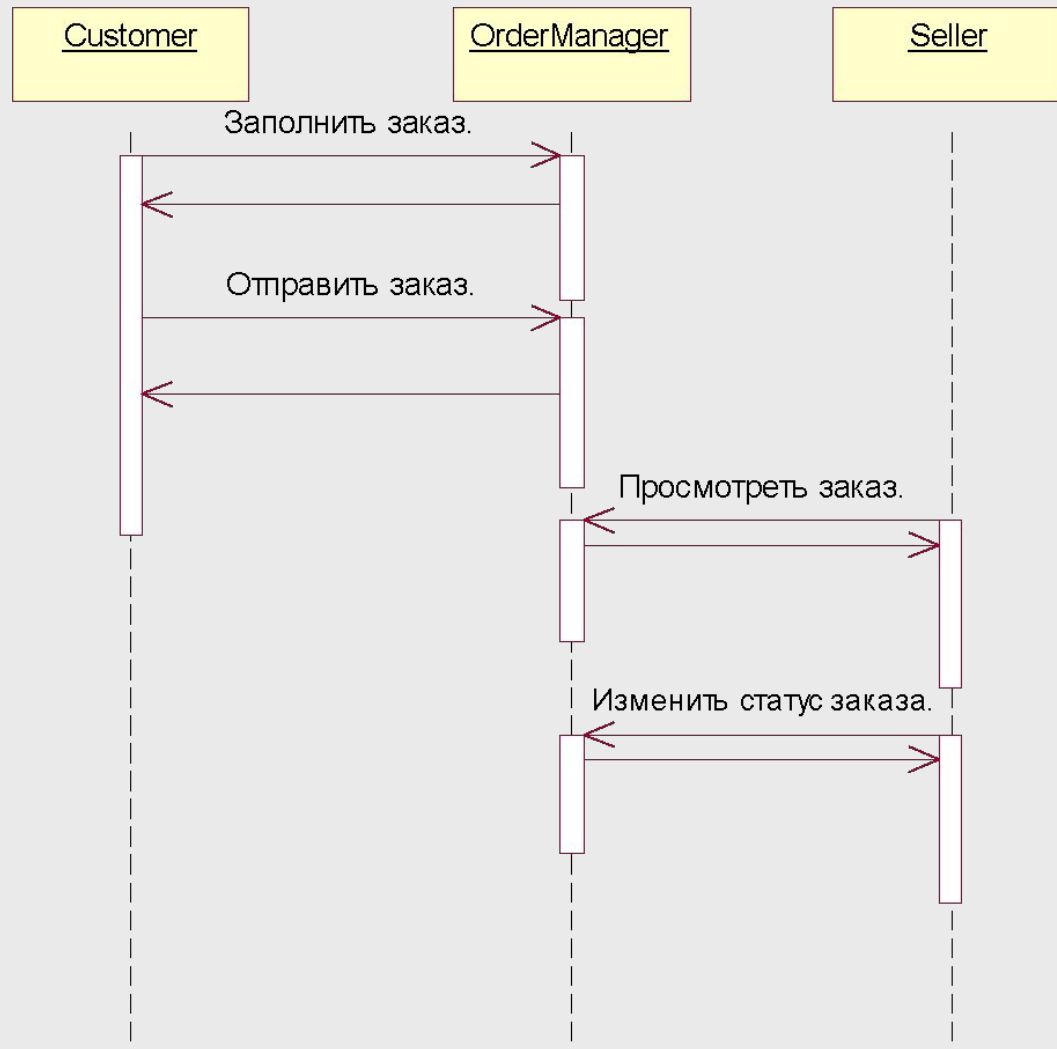 Customer
OrderManager
Seller
Заполнить заказ.
Отправить заказ.
Просмотреть заказ.
Изменить статус заказа.